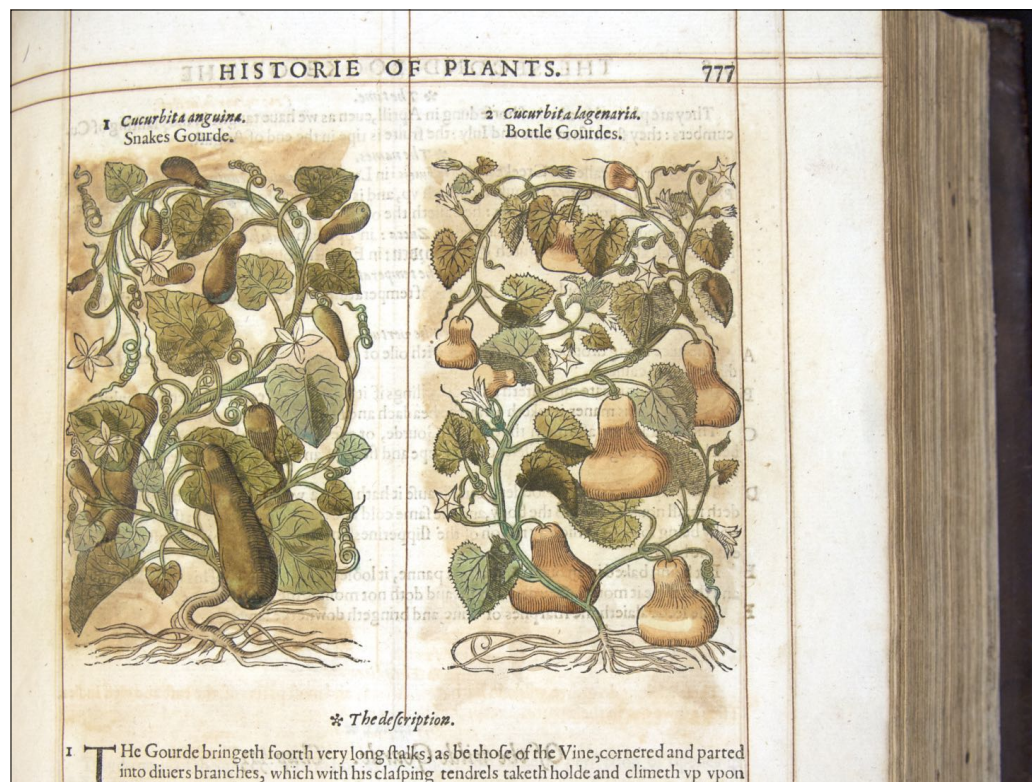 HISTORIE OF PLANTS. 777
1 Cucurbita anguina.
Snakes Gourde.
2 Cucurbita lagenaria.
Bottle Gourdes.
❊ The deſcription.
1 THe Gourde bringeth foorth very long ſtalks, as be thoſe of the Vine, cornered and parted
into diuers branches, which with his claſping tendrels taketh holde and climeth vp vpon